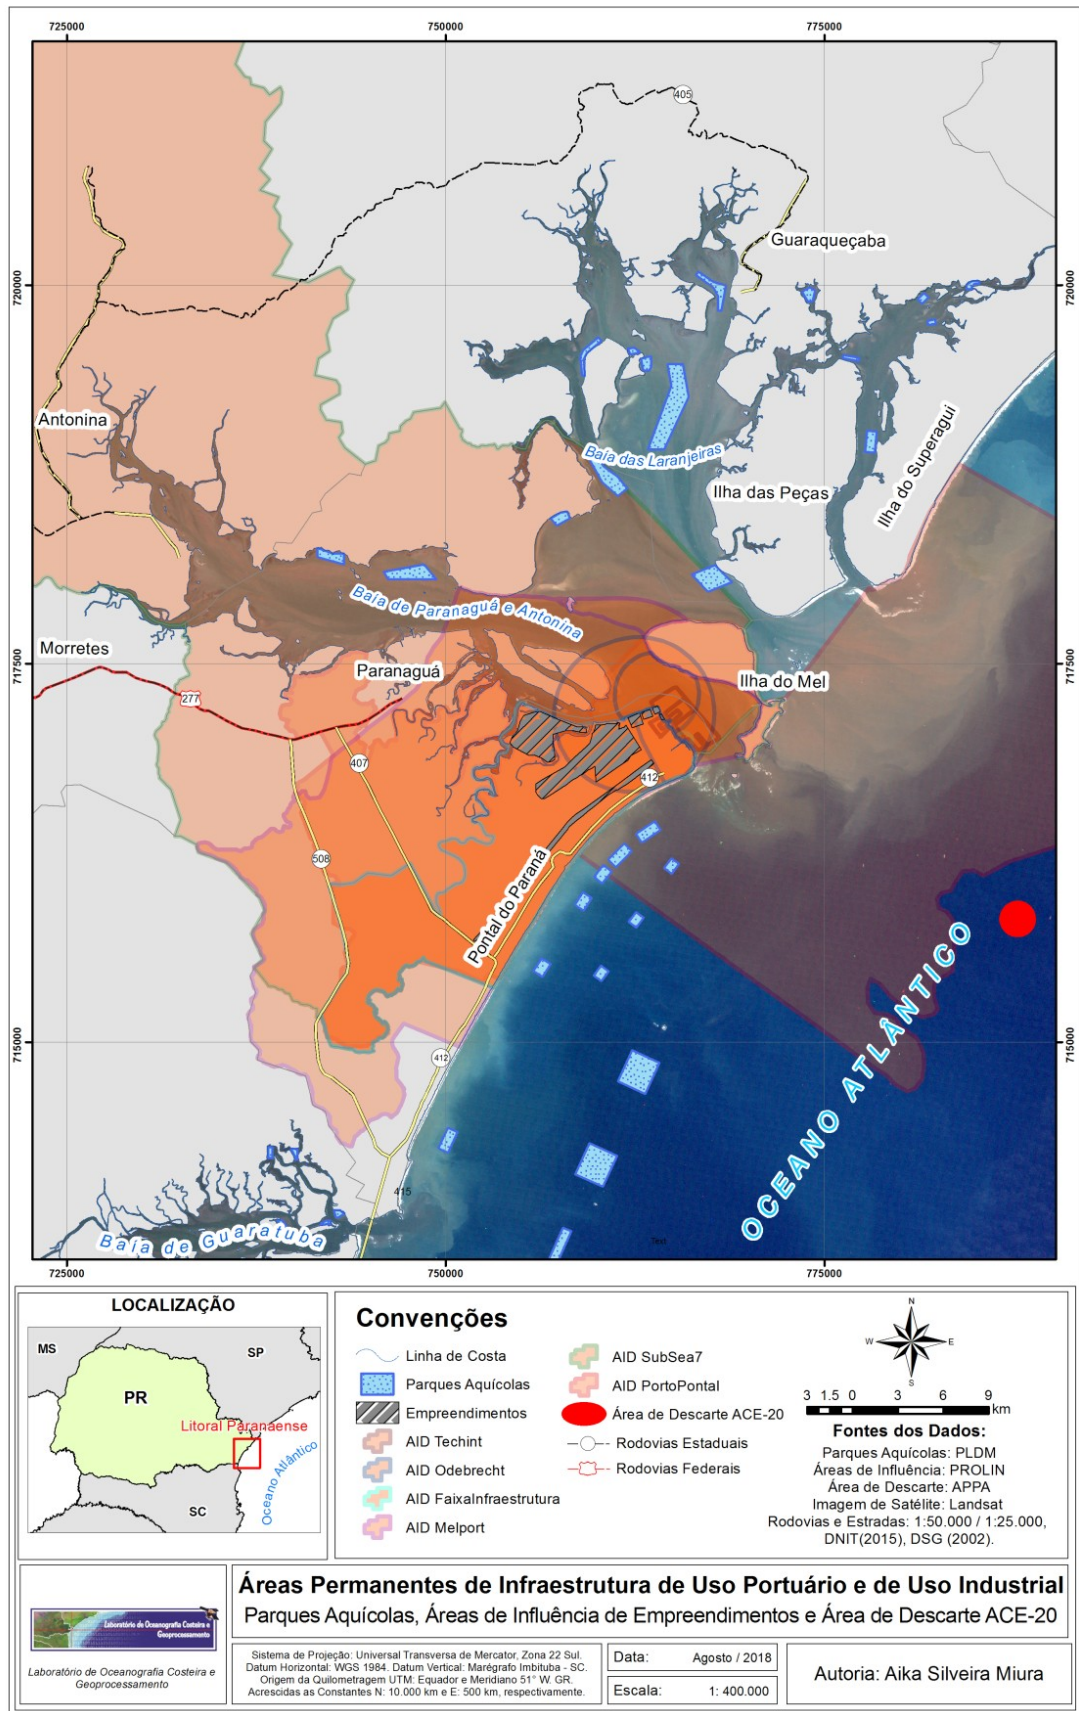 725000
750000
775000
405
Guaraqueçaba
720000
720000
Antonina
Baía das Laranjeiras
Ilha das Peças
Ilha do Superagui
Baía de Paranaguá e Antonina
Morretes
717500
717500
Paranaguá
Ilha do Mel
277
407
412
508
Pontal do Paraná
OCEANO ATLÂNTICO
715000
715000
412
415
Baía de Guaratuba
Text
725000
750000
775000
LOCALIZAÇÃO
MS
SP
PR
Litoral Paranaense
Oceano Atlântico
SC
Convenções
Linha de Costa
Parques Aquícolas
Empreendimentos
AID Techint
AID Odebrecht
AID FaixaInfraestrutura
AID Melport
AID SubSea7
AID PortoPontal
Área de Descarte ACE-20
Rodovias Estaduais
Rodovias Federais
N
W
E
S
3 1.5 0 3 6 9
km
Fontes dos Dados:
Parques Aquícolas: PLDM
Áreas de Influência: PROLIN
Área de Descarte: APPA
Imagem de Satélite: Landsat
Rodovias e Estradas: 1:50.000 / 1:25.000,
DNIT(2015), DSG (2002).
Laboratório de Oceanografia Costeira e
Geoprocessamento
Laboratório de Oceanografia Costeira e
Geoprocessamento
Áreas Permanentes de Infraestrutura de Uso Portuário e de Uso Industrial
Parques Aquícolas, Áreas de Influência de Empreendimentos e Área de Descarte ACE-20
Sistema de Projeção: Universal Transversa de Mercator, Zona 22 Sul.
Datum Horizontal: WGS 1984. Datum Vertical: Marégrafo Imbituba - SC.
Origem da Quilometragem UTM: Equador e Meridiano 51° W. GR.
Acrescidas as Constantes N: 10.000 km e E: 500 km, respectivamente.
Data: Agosto / 2018
Escala: 1: 400.000
Autoria: Aika Silveira Miura